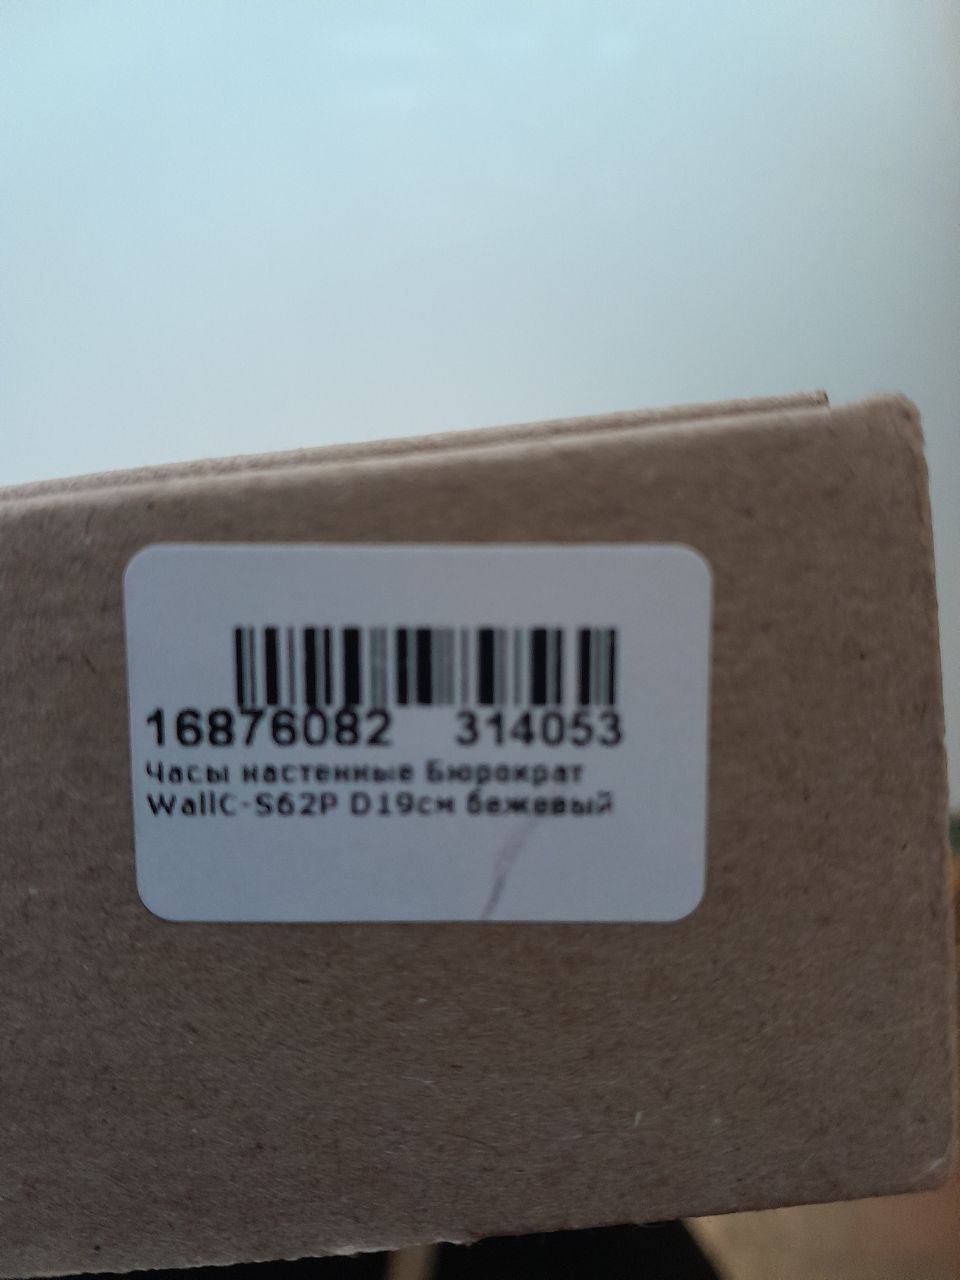 16876082 314053
Часы настенные Бюрократ
WallC-S62P D19см бежевый